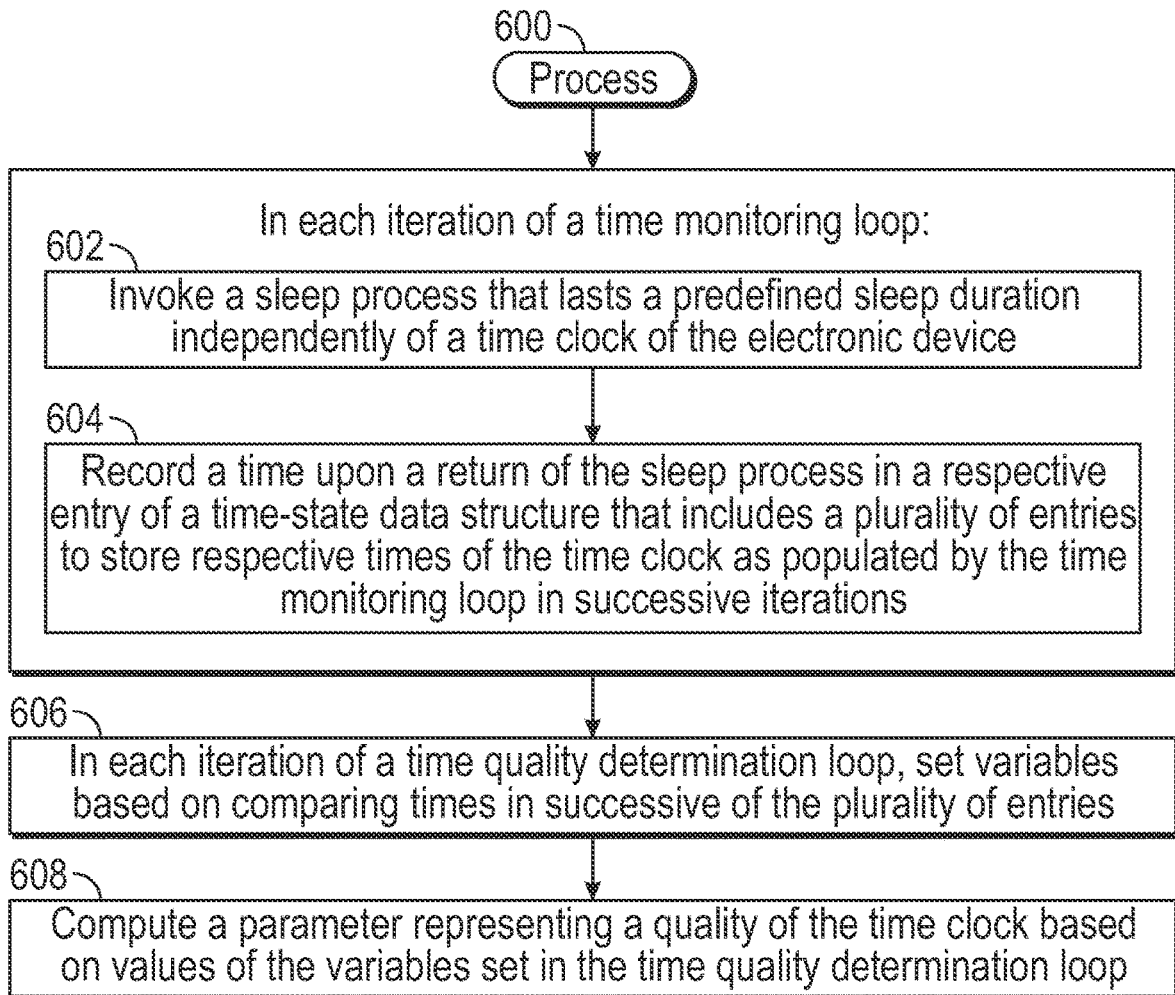 600
Process
In each iteration of a time monitoring loop:
602
Invoke a sleep process that lasts a predefined sleep duration
independently of a time clock of the electronic device
604
Record a time upon a return of the sleep process in a respective
entry of a time-state data structure that includes a plurality of entries
to store respective times of the time clock as populated by the time
monitoring loop in successive iterations
606
In each iteration of a time quality determination loop, set variables
based on comparing times in successive of the plurality of entries
608
Compute a parameter representing a quality of the time clock based
on values of the variables set in the time quality determination loop